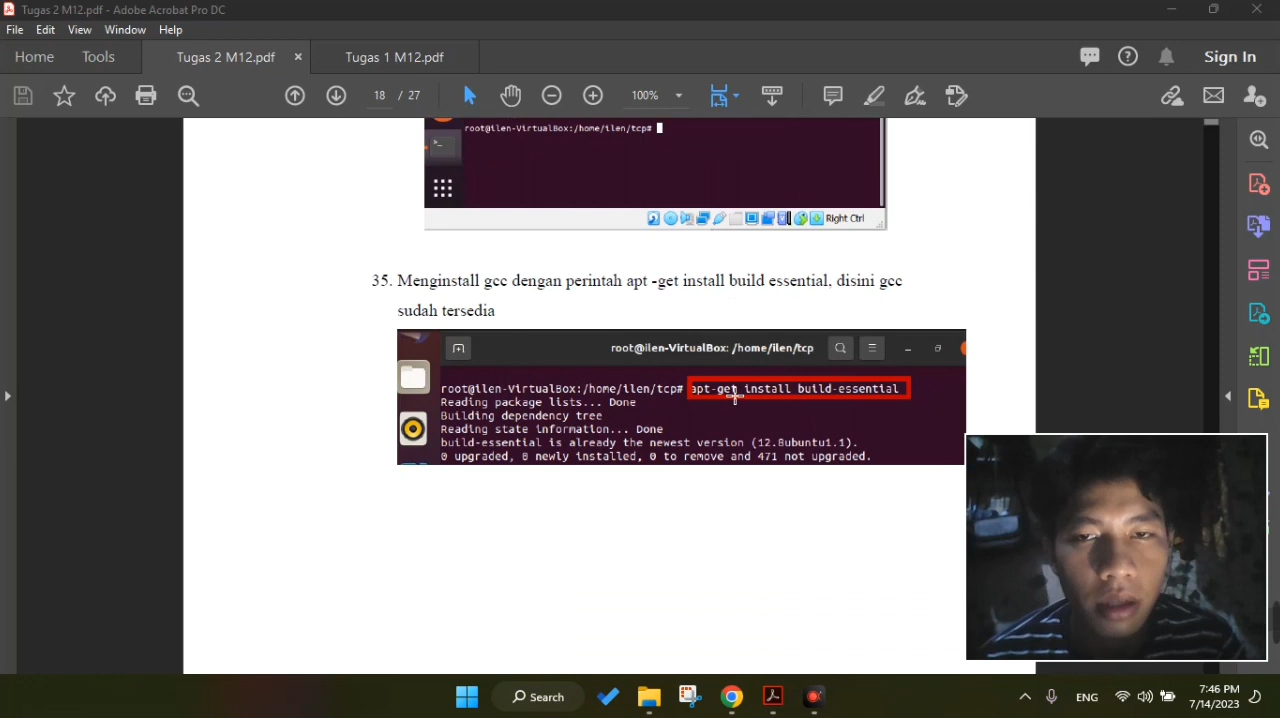 Tugas 2 M12.pdf - Adobe Acrobat Pro DC
File Edit View Window Help
Home Tools Tugas 2 M12.pdf × Tugas 1 M12.pdf Sign In
18 / 27 100%
root@ilen-VirtualBox:/home/ilen/tcp#
Right Ctrl
35. Menginstall gcc dengan perintah apt -get install build essential, disini gcc
sudah tersedia
root@ilen-VirtualBox: /home/ilen/tcp
root@ilen-VirtualBox:/home/ilen/tcp# apt-get install build-essential
Reading package lists... Done
Building dependency tree
Reading state information... Done
build-essential is already the newest version (12.8ubuntu1.1).
0 upgraded, 0 newly installed, 0 to remove and 471 not upgraded.
Search ENG 7:46 PM
7/14/2023